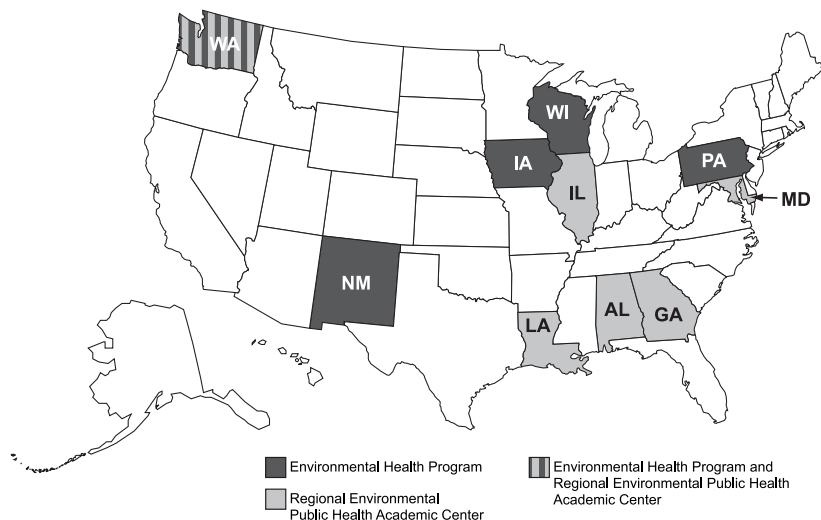 WA
WI
IA
PA
IL
MD
NM
LA
AL
GA
Environmental Health Program
Regional Environmental
Public Health Academic Center
Environmental Health Program and
Regional Environmental Public Health
Academic Center